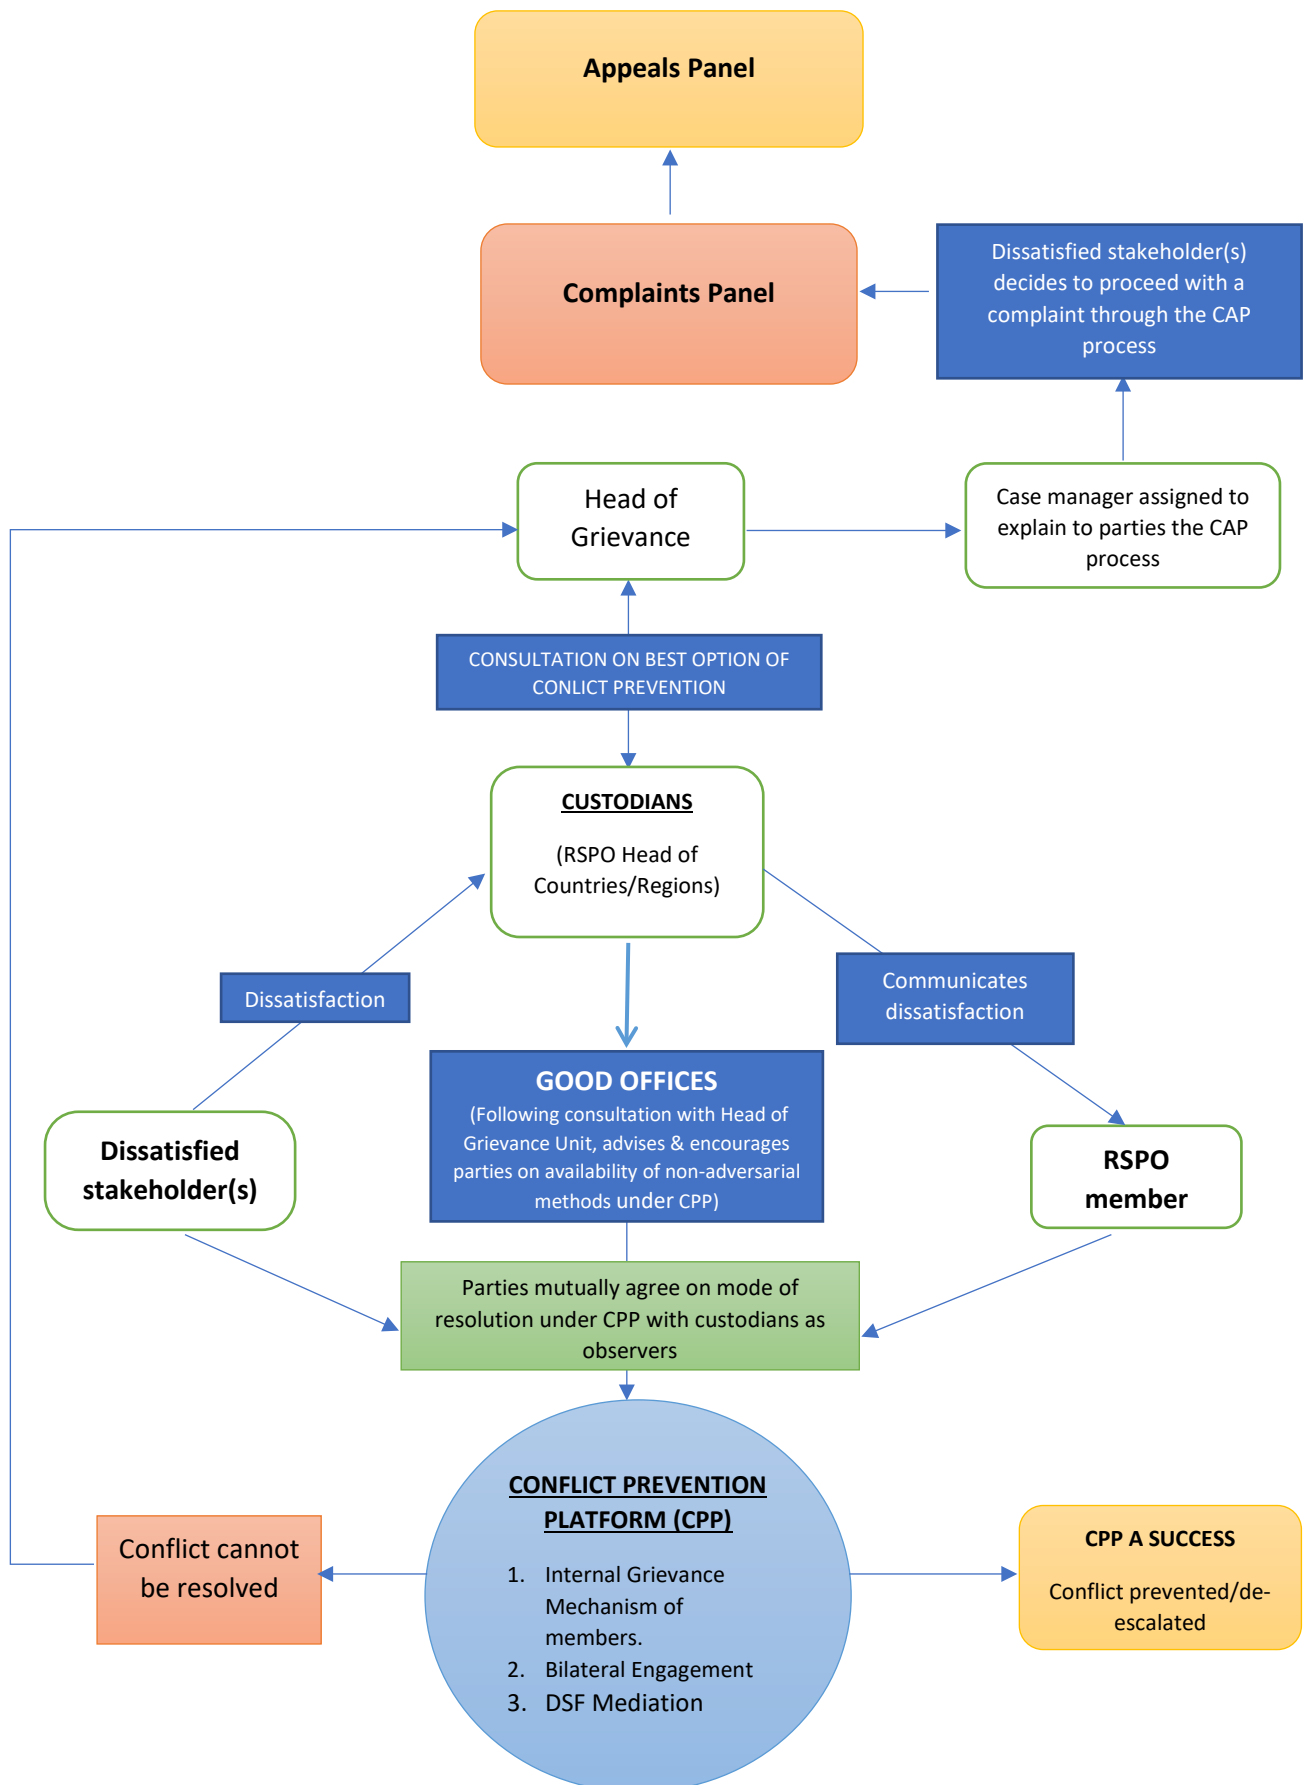 Appeals Panel
Complaints Panel
Dissatisfied stakeholder(s)
decides to proceed with a
complaint through the CAP
process
Head of
Grievance
Case manager assigned to
explain to parties the CAP
process
CONSULTATION ON BEST OPTION OF
CONLICT PREVENTION
CUSTODIANS
(RSPO Head of
Countries/Regions)
Dissatisfaction
Communicates
dissatisfaction
GOOD OFFICES
(Following consultation with Head of
Grievance Unit, advises & encourages
parties on availability of non-adversarial
methods under CPP)
Dissatisfied
stakeholder(s)
RSPO
member
Parties mutually agree on mode of
resolution under CPP with custodians as
observers
CONFLICT PREVENTION
PLATFORM (CPP)
1. Internal Grievance
Mechanism of
members.
2. Bilateral Engagement
3. DSF Mediation
Conflict cannot
be resolved
CPP A SUCCESS
Conflict prevented/de-
escalated